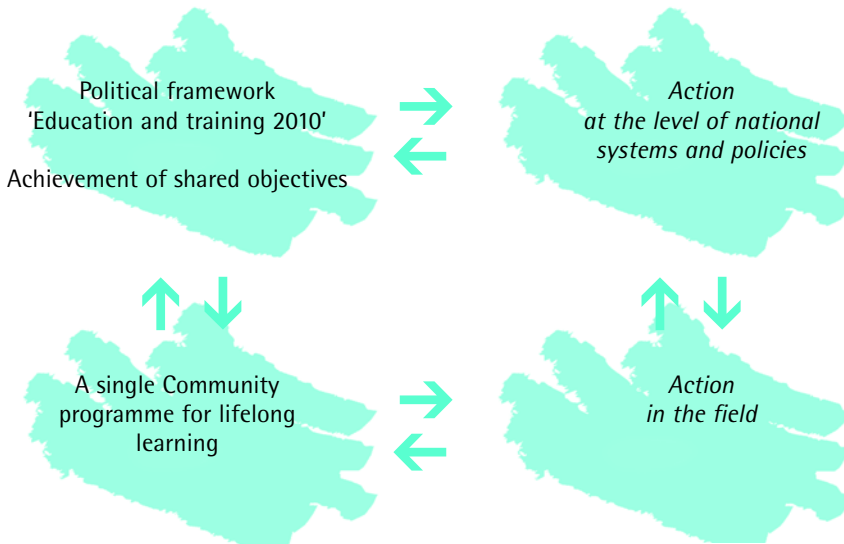 Political framework
‘Education and training 2010’
Achievement of shared objectives
Action
at the level of national
systems and policies
A single Community
programme for lifelong
learning
Action
in the field